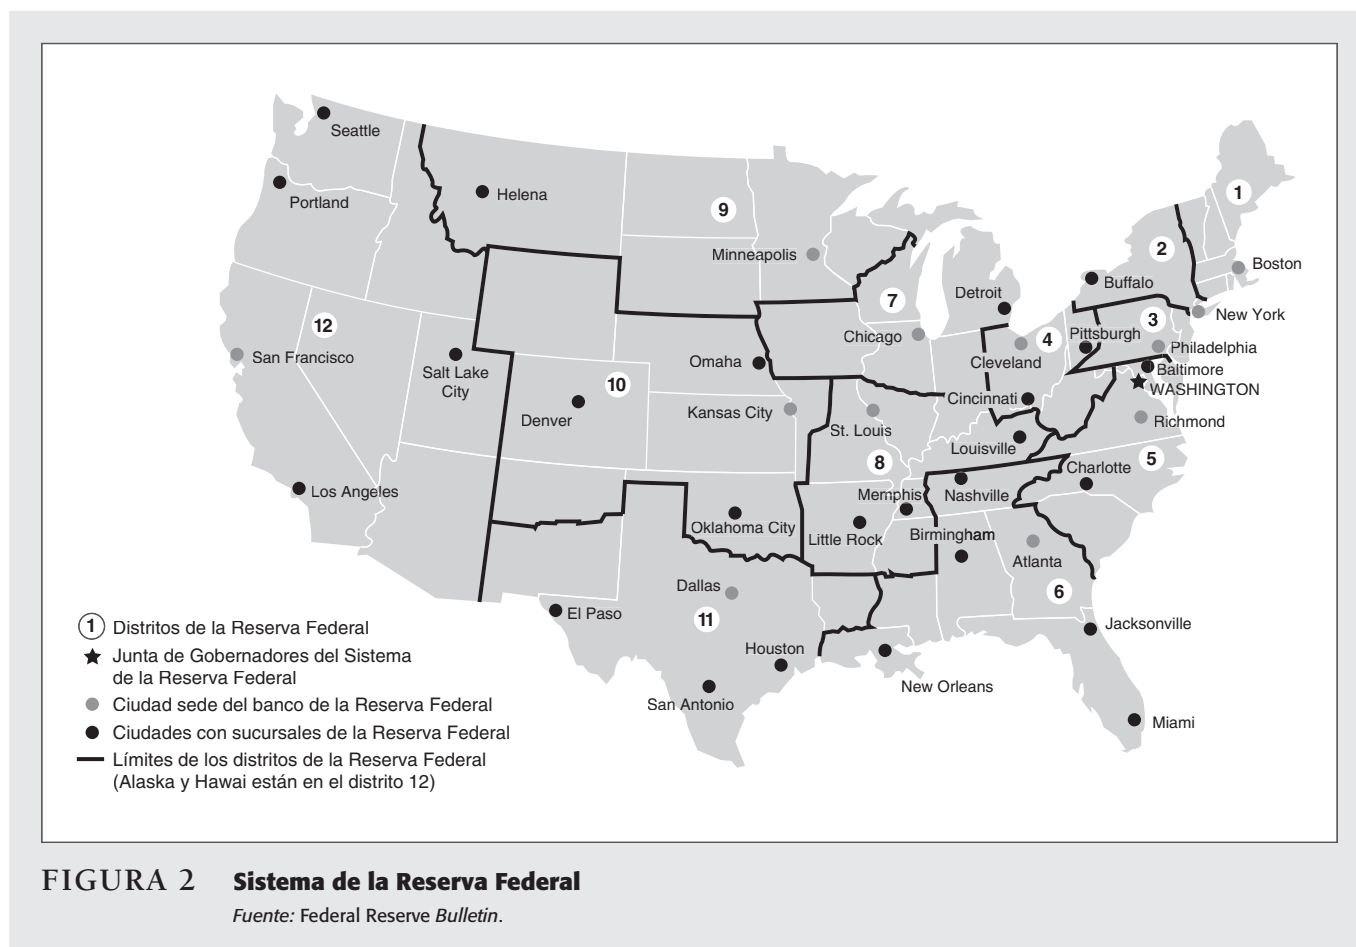 Seattle
Portland
Helena
9
Minneapolis
1
2
Boston
Buffalo
Detroit
New York
7
12
3
Chicago
4
Pittsburgh
Philadelphia
San Francisco
Omaha
Cleveland
Baltimore
Salt Lake
City
10
WASHINGTON
Denver
Kansas City
Cincinnati
St. Louis
Richmond
Louisville
8
5
Charlotte
Los Angeles
Memphis
Nashville
Oklahoma City
Little Rock
Birmingham
Atlanta
Dallas
6
El Paso
11
Jacksonville
Houston
New Orleans
San Antonio
Miami
1 Distritos de la Reserva Federal
Junta de Gobernadores del Sistema
de la Reserva Federal
Ciudad sede del banco de la Reserva Federal
Ciudades con sucursales de la Reserva Federal
Límites de los distritos de la Reserva Federal
(Alaska y Hawai están en el distrito 12)
FIGURA 2 Sistema de la Reserva Federal
Fuente: Federal Reserve Bulletin.